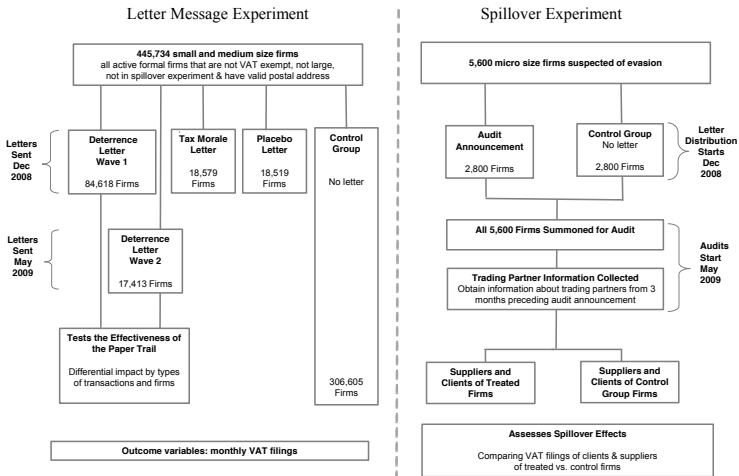 Letter Message Experiment
445,734 small and medium size firms
all active formal firms that are not VAT exempt, not large,
not in spillover experiment & have valid postal address
Letters
Sent
Dec
2008
Deterrence
Letter
Wave 1
84,618 Firms
Tax Morale
Letter
18,579
Firms
Placebo
Letter
18,519
Firms
Control
Group
No letter
306,605
Firms
Letters
Sent
May
2009
Deterrence
Letter
Wave 2
17,413 Firms
Tests the Effectiveness of
the Paper Trail
Differential impact by types
of transactions and firms
Outcome variables: monthly VAT filings
Spillover Experiment
5,600 micro size firms suspected of evasion
Audit
Announcement
2,800 Firms
Control Group
No letter
2,800 Firms
Letter
Distribution
Starts
Dec
2008
All 5,600 Firms Summoned for Audit
Trading Partner Information Collected
Obtain information about trading partners from 3
months preceding audit announcement
Audits
Start
May
2009
Suppliers and
Clients of Treated
Firms
Suppliers and
Clients of Control
Group Firms
Assesses Spillover Effects
Comparing VAT filings of clients & suppliers
of treated vs. control firms